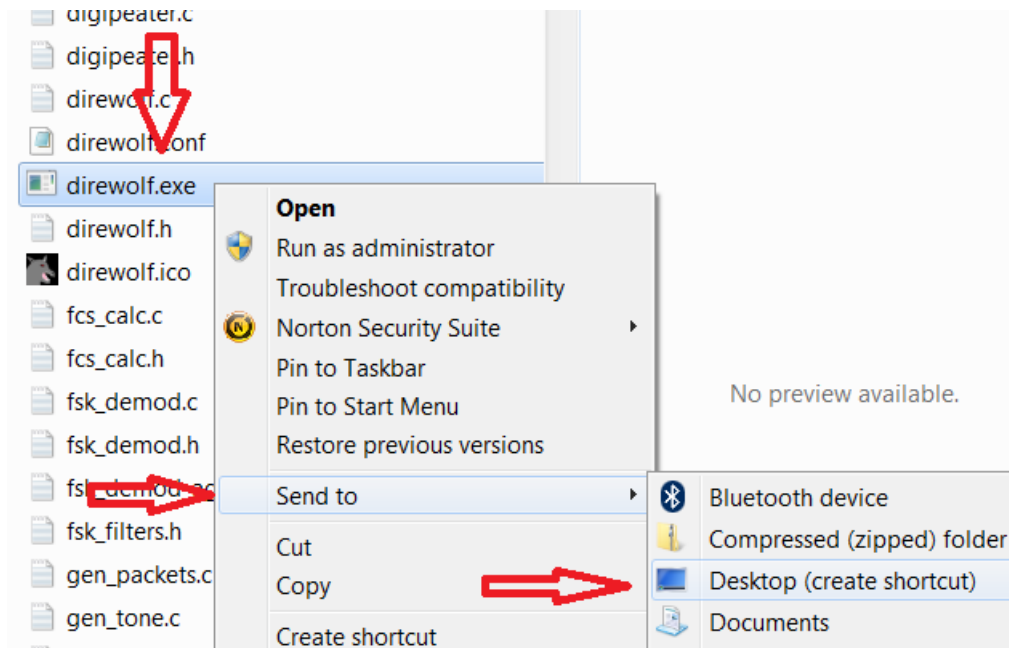 digipeater.c
digipeater.h
direwolf.c
direwolf.conf
direwolf.exe
direwolf.h
direwolf.ico
fcs_calc.c
fcs_calc.h
fsk_demod.c
fsk_demod.h
fsk_filters.h
gen_packets.c
gen_tone.c
Open
Run as administrator
Troubleshoot compatibility
Norton Security Suite
Pin to Taskbar
Pin to Start Menu
Restore previous versions
Send to
Cut
Copy
Create shortcut
No preview available.
Bluetooth device
Compressed (zipped) folder
Desktop (create shortcut)
Documents